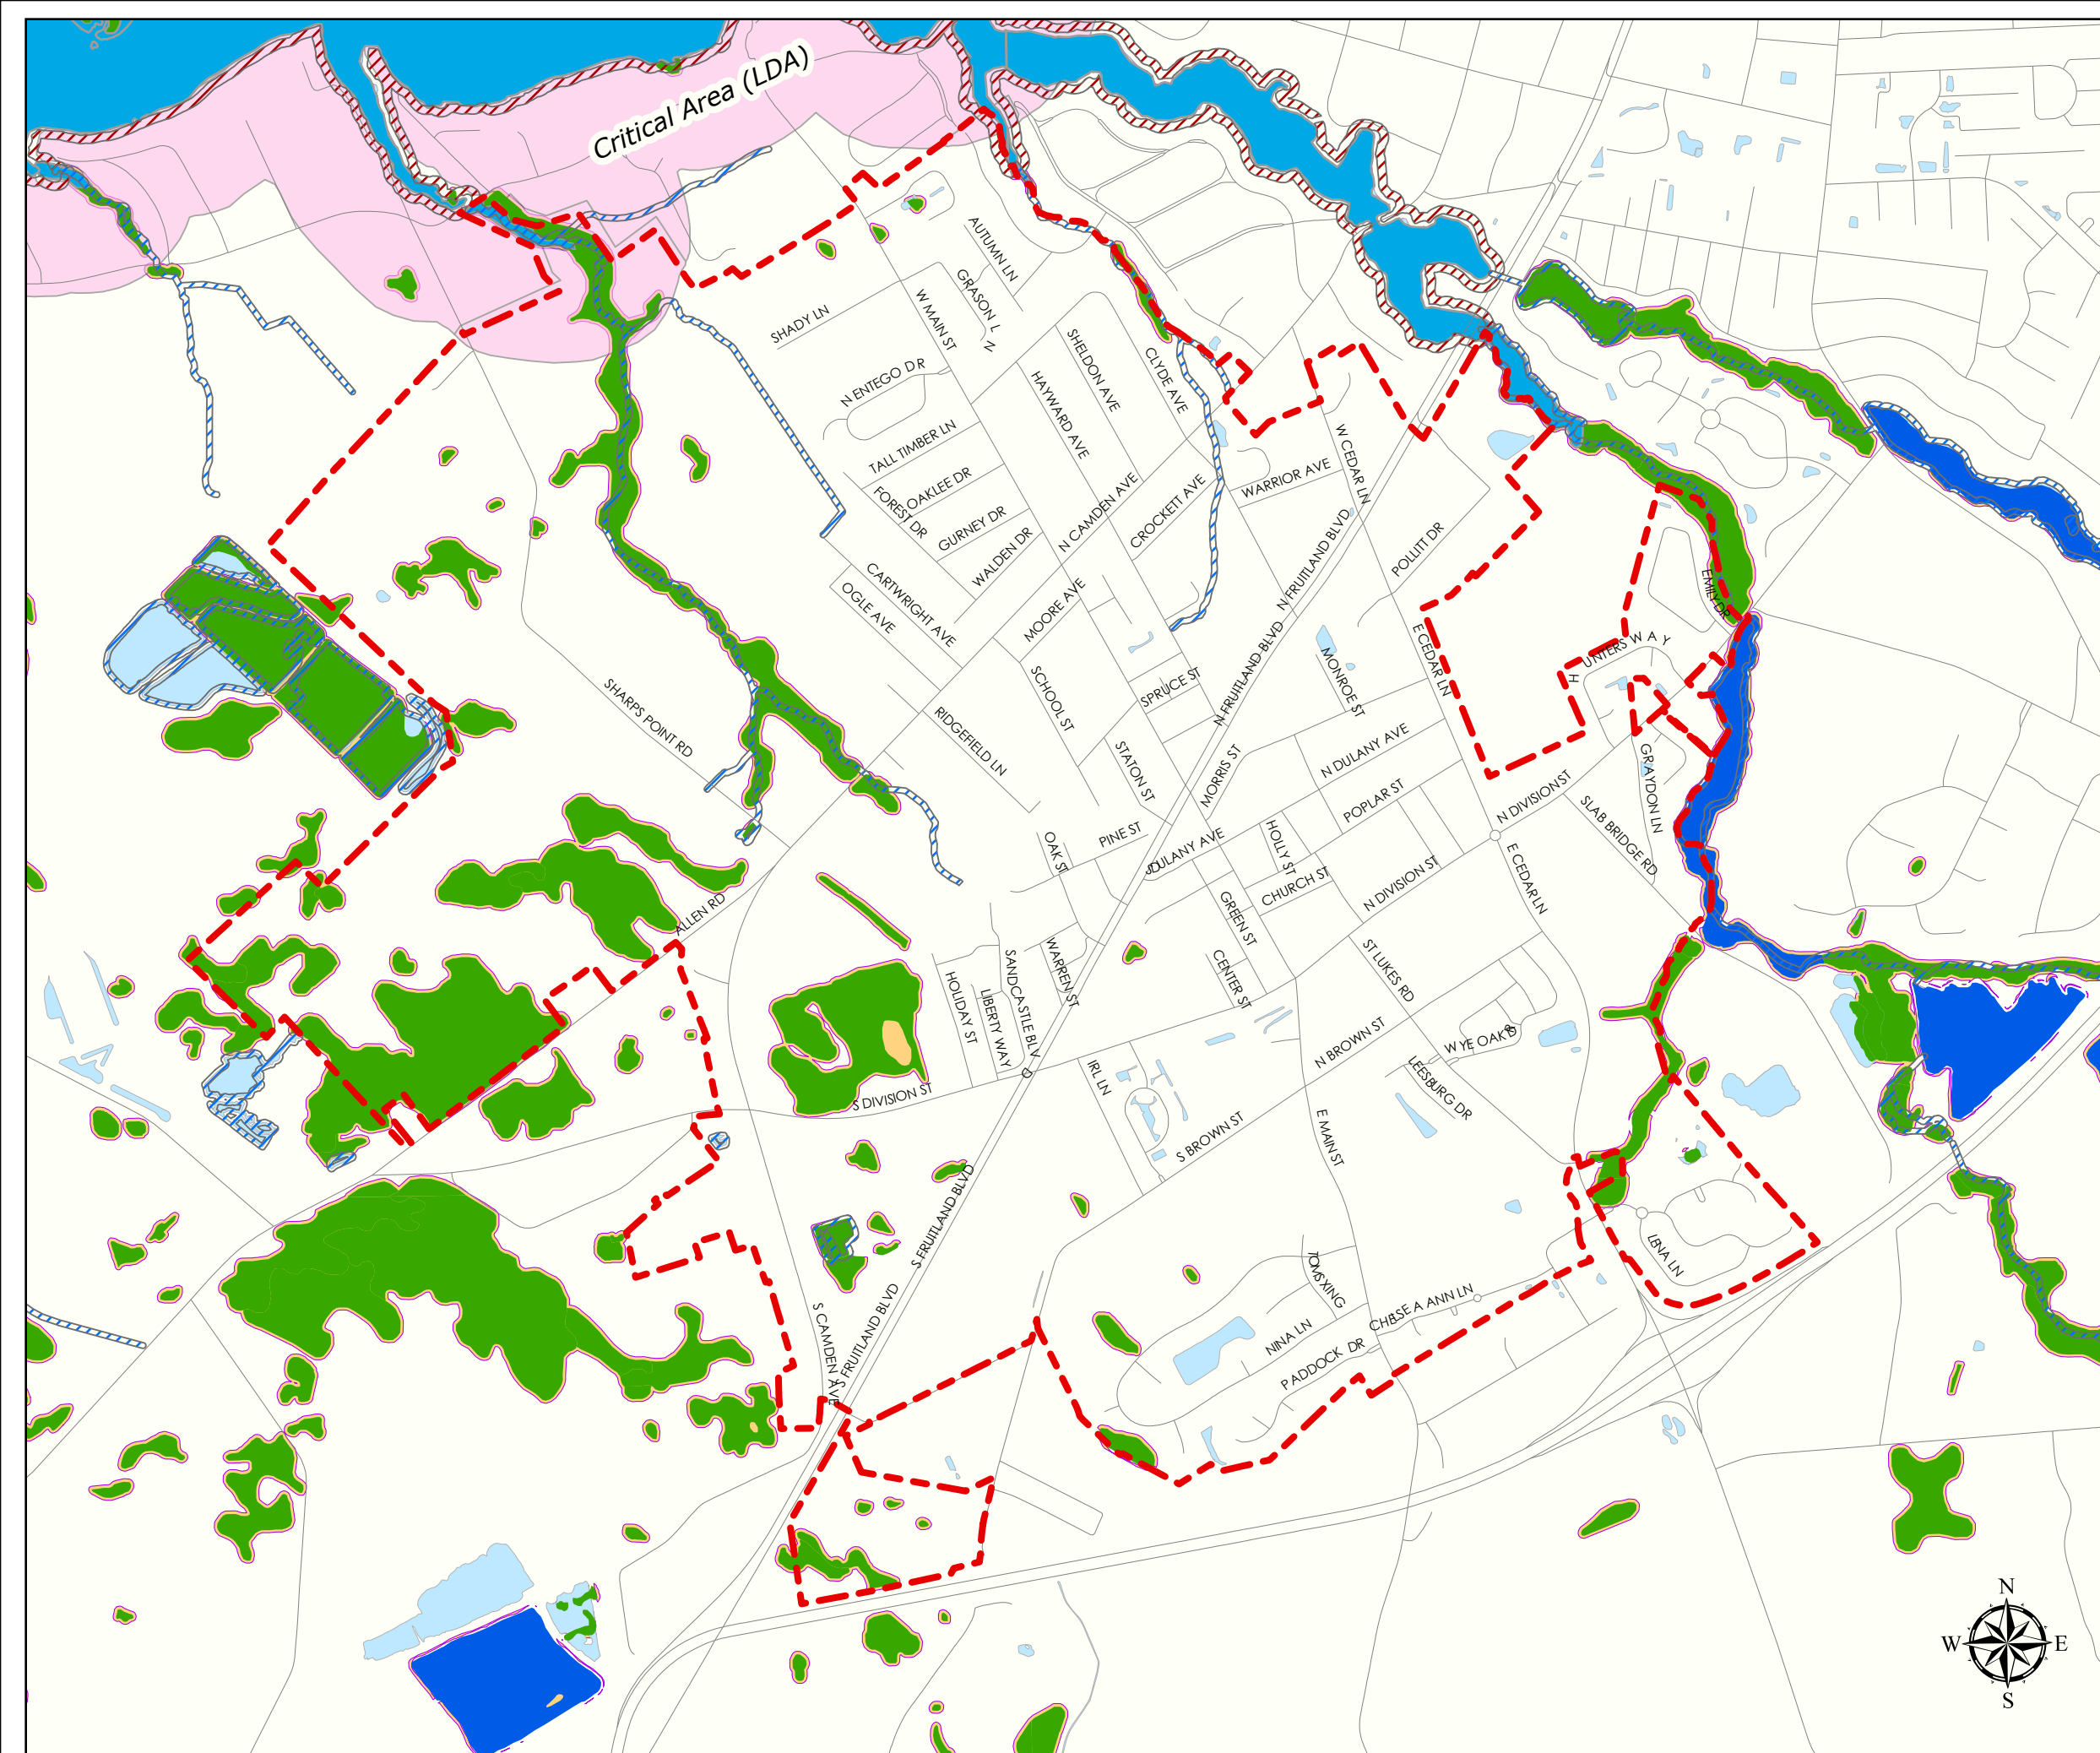 Critical Area (LDA)
AUTUMN LN
GRASON LN
W MAIN ST
SHADY LN
SHELDON AVE
CLYDE AVE
N ENTEGO DR
HAYWARD AVE
TALL TIMBER LN
W CEDAR LN
WARRIOR AVE
OAKLEE DR
FOREST DR
N CAMDEN AVE
CROCKETT AVE
GURNEY DR
WALDEN DR
N FRUITLAND BLVD
POLLITT DR
CARTWRIGHT AVE
OGLE AVE
MOORE AVE
EMILY DR
N FRUITLAND BLVD
E CEDAR LN
HUNTERS WAY
MONROE ST
SCHOOL ST
SPRUCE ST
SHARPS POINT RD
RIDGEFIELD LN
STATON ST
MORRIS ST
N DULANY AVE
GRAYDON LN
POPLAR ST
N DIVISION ST
SLAB BRIDGE RD
PINE ST
OAK ST
DULANY AVE
HOLLY ST
E CEDAR LN
CHURCH ST
N DIVISION ST
ALLEN RD
GREEN ST
WARREN ST
SANDCASTLE BLVD
HOLIDAY ST
LIBERTY WAY
CENTER ST
ST LUKES RD
N BROWN ST
WYE OAK DR
LEESBURG DR
IRL LN
S DIVISION ST
S BROWN ST
E MAIN ST
S FRUITLAND BLVD
LENA LN
TOMS XING
CHASE A ANN LN
NINA LN
PADDOCK DR
S CAMDEN AVE
S FRUITLAND BLVD
N
W E
S